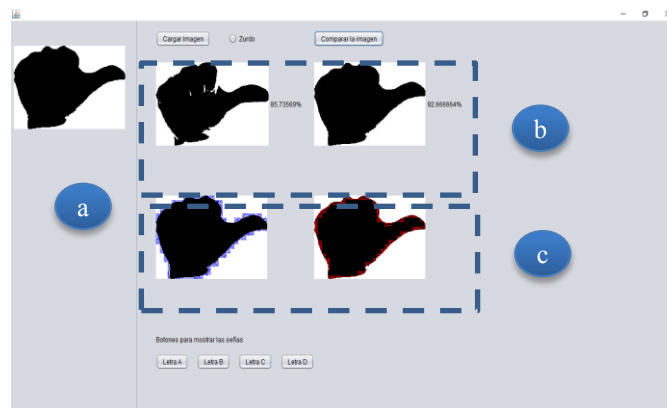 Cargar Imagen Zurdo Comparar la imagen
85.73569% 92.666664%
b
a
c
Botones para mostrar las señas
Letra A Letra B Letra C Letra D